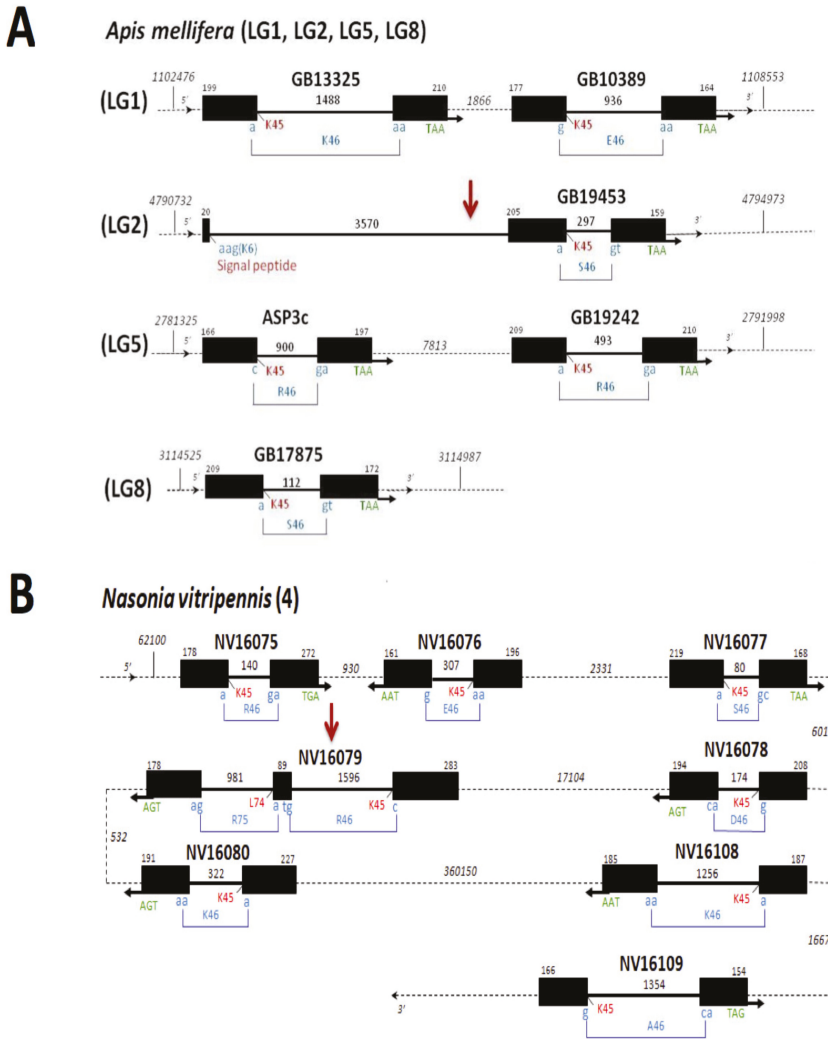 A
Apis mellifera (LG1, LG2, LG5, LG8)
1102476 199 GB13325 210 1866 177 GB10389 164 1108553
(LG1) 5´ 1488 936 3´
a K45 aa TAA g K45 aa TAA
K46 E46
4790732 GB19453 4794973
(LG2) 5´ 20 3570 205 297 159 3´
aag(K6) a K45 gt TAA
Signal peptide S46
2781325 166 ASP3c 197 7813 209 GB19242 210 2791998
(LG5) 5´ 900 493 3´
c K45 ga TAA a K45 ga TAA
R46 R46
3114525 209 GB17875 172 3114987
(LG8) 5´ 112 3´
a K45 gt TAA
S46
B
Nasonia vitripennis (4)
62100 178 NV16075 272 930 161 NV16076 196 2331 219 NV16077 168
5´ 140 307 80
a K45 ga TGA AAT g K45 aa a K45 gc TAA
R46 E46 S46
601
178 NV16079 283 17104 194 NV16078 208
981 89 1596 174
AGT ag L74 a tg K45 c AGT ca K45 g
R75 R46 D46
532
191 NV16080 227 360150 185 NV16108 187
322 1256
AGT aa K45 a AAT aa K45 a
K46 K46
1667
166 NV16109 154
3´ 1354
g K45 ca TAG
A46